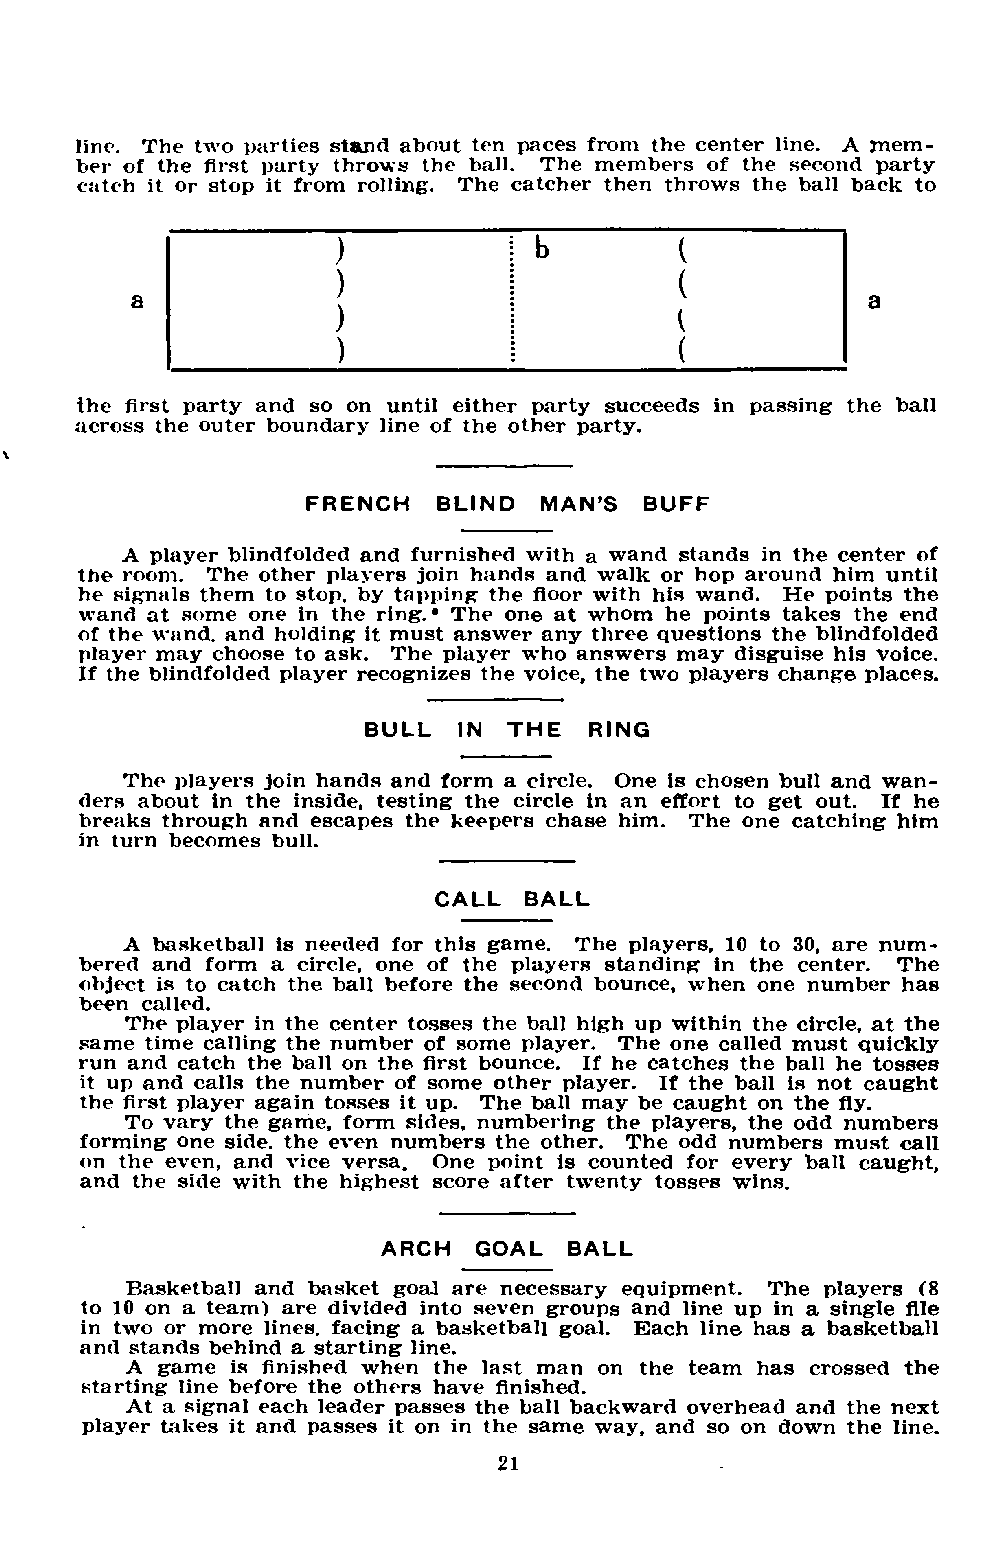 line. The two parties stand about ten paces from the center line. A mem-
ber of the first party throws the ball. The members of the second party
catch it or stop it from rolling. The catcher then throws the ball back to
) b (
) (
a a
) (
) (
the first party and so on until either party succeeds in passing the ball
across the outer boundary line of the other party.
FRENCH BLIND MAN'S BUFF
A player blindfolded and furnished with a wand stands in the center of
the room. The other players join hands and walk or hop around him until
he signals them to stop, by tapping the floor with his wand. He points the
wand at some one in the ring. The one at whom he points takes the end
of the wand, and holding it must answer any three questions the blindfolded
player may choose to ask. The player who answers may disguise his voice.
If the blindfolded player recognizes the voice, the two players change places.
BULL IN THE RING
The players join hands and form a circle. One is chosen bull and wan-
ders about in the inside, testing the circle in an effort to get out. If he
breaks through and escapes the keepers chase him. The one catching him
in turn becomes bull.
CALL BALL
A basketball is needed for this game. The players, 10 to 30, are num-
bered and form a circle, one of the players standing in the center. The
object is to catch the ball before the second bounce, when one number has
been called.
The player in the center tosses the ball high up within the circle, at the
same time calling the number of some player. The one called must quickly
run and catch the ball on the first bounce. If he catches the ball he tosses
it up and calls the number of some other player. If the ball is not caught
the first player again tosses it up. The ball may be caught on the fly.
To vary the game, form sides, numbering the players, the odd numbers
forming one side, the even numbers the other. The odd numbers must call
on the even, and vice versa. One point is counted for every ball caught,
and the side with the highest score after twenty tosses wins.
ARCH GOAL BALL
Basketball and basket goal are necessary equipment. The players (8
to 10 on a team) are divided into seven groups and line up in a single file
in two or more lines, facing a basketball goal. Each line has a basketball
and stands behind a starting line.
A game is finished when the last man on the team has crossed the
starting line before the others have finished.
At a signal each leader passes the ball backward overhead and the next
player takes it and passes it on in the same way, and so on down the line.
21